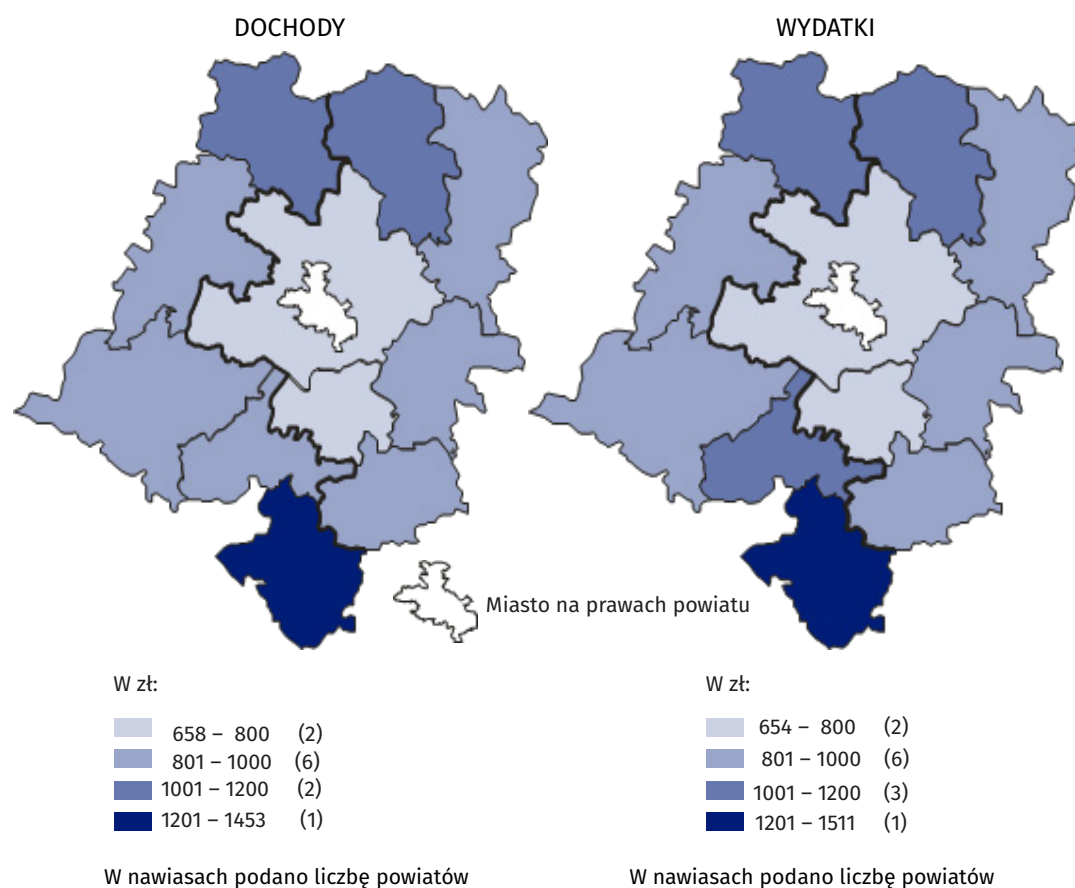 DOCHODY
WYDATKI
Miasto na prawach powiatu
W zł:
658 – 800 (2)
801 – 1000 (6)
1001 – 1200 (2)
1201 – 1453 (1)
W nawiasach podano liczbę powiatów
W zł:
654 – 800 (2)
801 – 1000 (6)
1001 – 1200 (3)
1201 – 1511 (1)
W nawiasach podano liczbę powiatów